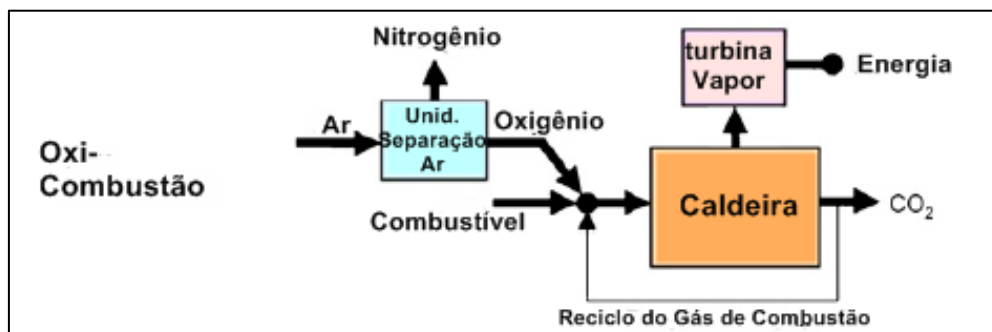 Oxi-
Combustão
Nitrogênio
Ar
Unid.
Separação
Ar
Oxigênio
Combustível
turbina
Vapor
Energia
Caldeira
CO₂
Reciclo do Gás de Combustão